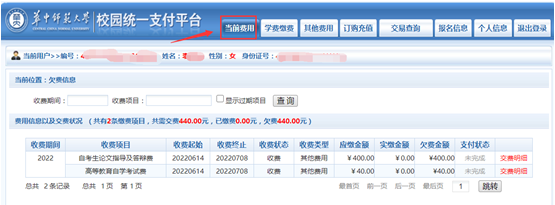 华中师范大学 校园统一支付平台
CENTRAL CHINA NORMAL UNIVERSITY
当前费用 学费缴费 其他费用 订购充值 交易查询 报名信息 个人信息 退出登录
当前用户>>编号：4 姓名： 性别：女 身份证号：
当前位置：欠费信息
收费期间： 收费项目： 显示过期项目 查询
费用信息以及交费状况 （共有2条缴费项目，共需交费440.00元，已缴费0.00元，欠费440.00元）
收费期间 收费项目 收费起始 收费终止 收费状态 收费类型 应缴金额 实缴金额 欠费金额 支付状态
2022 自考生论文指导及答辩费 20220614 20220708 收费 其他费用 ¥400.00 ¥0.00 ¥400.00 未完成 交费明细
高等教育自学考试费 20220614 20220708 收费 其他费用 ¥40.00 ¥0.00 ¥40.00 未完成 交费明细
总共 2 条记录 总共 1 页 第 1 页 最首页 前一页 后一页 最后页 1 跳转